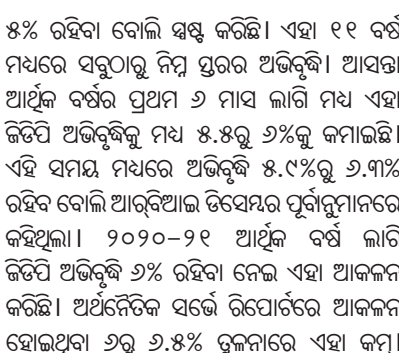 ୫% ରହିବା ବୋଲି ସ୍ପଷ୍ଟ କରିଛି। ଏହା ୧୧ ବର୍ଷ
ମଧ୍ୟରେ ସବୁଠାରୁ ନିମ୍ନ ସ୍ତରର ଅଭିବୃଦ୍ଧି। ଆସନ୍ତା
ଆର୍ଥିକ ବର୍ଷର ପ୍ରଥମ ୬ ମାସ ଲାଗି ମଧ୍ୟ ଏହା
ଜିଡିପି ଅଭିବୃଦ୍ଧିକୁ ମଧ୍ୟ ୫.୫ରୁ ୬%କୁ କମାଇଛି।
ଏହି ସମୟ ମଧ୍ୟରେ ଅଭିବୃଦ୍ଧି ୫.୯%ରୁ ୬.୩%
ରହିବ ବୋଲି ଆର୍‌ବିଆଇ ଡିସେମ୍ବର ପୂର୍ବାନୁମାନରେ
କହିଥିଲା। ୨୦୨୦–୨୧ ଆର୍ଥିକ ବର୍ଷ ଲାଗି
ଜିଡିପି ଅଭିବୃଦ୍ଧି ୬% ରହିବା ନେଇ ଏହା ଆକଳନ
କରିଛି। ଅର୍ଥନୈତିକ ସର୍ଭେ ରିପୋର୍ଟରେ ଆକଳନ
ହୋଇଥିବା ୬ରୁ ୬.୫% ତୁଳନାରେ ଏହା କମ୍।